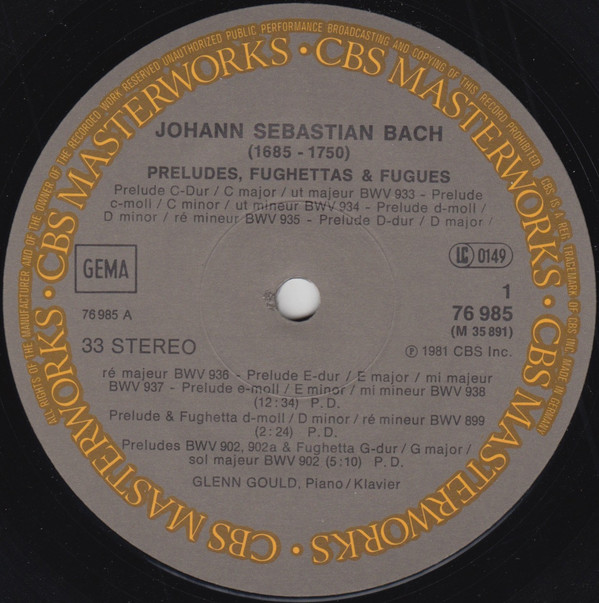 ALL RIGHTS OF THE MANUFACTURER AND OF THE OWNER OF THE RECORDED WORK RESERVED UNAUTHORIZED PUBLIC PERFORMANCE BROADCASTING AND COPYING OF THIS RECORD PROHIBITED. CBS IS A REG. TRADEMARK OF CBS INC. MADE IN GERMANY
CBS MASTERWORKS • CBS MASTERWORKS • CBS MASTERWORKS • CBS MASTERWORKS •
JOHANN SEBASTIAN BACH
(1685 - 1750)
PRELUDES, FUGHETTAS & FUGUES
Prelude C-Dur / C major / ut majeur BWV 933 - Prelude
c-moll / C minor / ut mineur BWV 934 - Prelude d-moll /
D minor / ré mineur BWV 935 - Prelude D-dur / D major /
GEMA
LC 0149
76 985 A
1
76 985
(M 35 891)
33 STEREO
℗ 1981 CBS Inc.
ré majeur BWV 936 - Prelude E-dur / E major / mi majeur
BWV 937 - Prelude e-moll / E minor / mi mineur BWV 938
(12:34) P. D.
Prelude & Fughetta d-moll / D minor / ré mineur BWV 899
(2:24) P. D.
Preludes BWV 902, 902a & Fughetta G-dur / G major /
sol majeur BWV 902 (5:10) P. D.
GLENN GOULD, Piano / Klavier